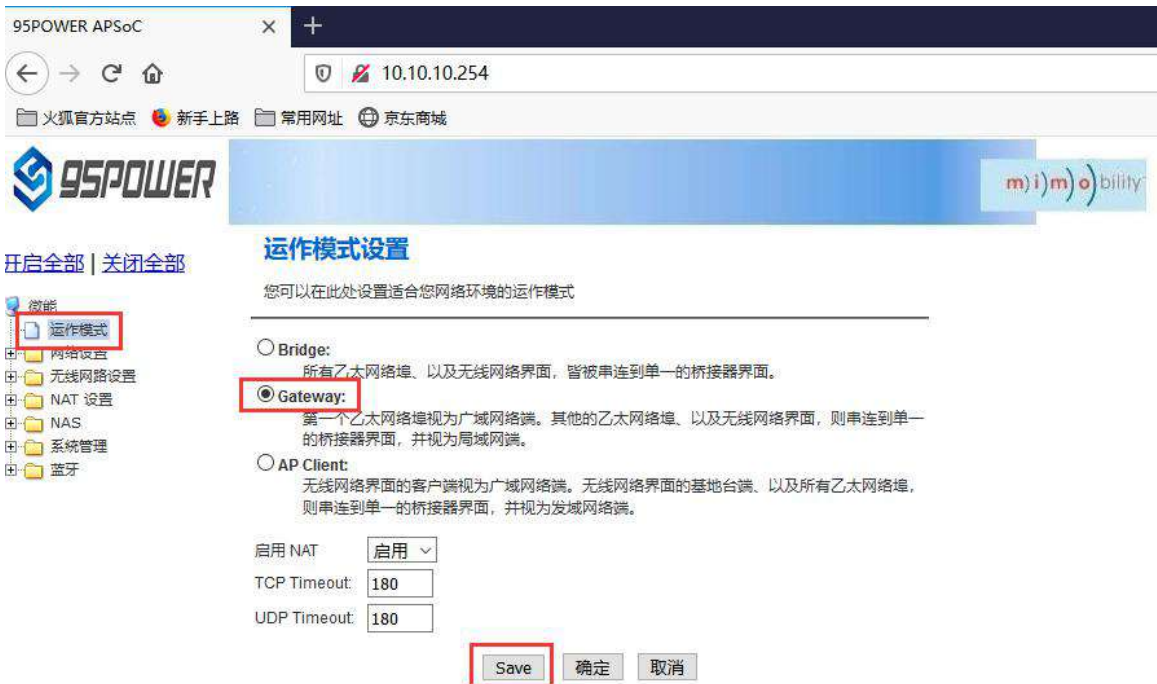 95POWER APSoC
10.10.10.254
火狐官方站点 新手上路 常用网址 京东商城
95POWER
m)i)m)o)bility
开启全部 | 关闭全部
微能
运作模式
网络设置
无线网路设置
NAT 设置
NAS
系统管理
蓝牙
运作模式设置
您可以在此处设置适合您网络环境的运作模式
Bridge:
所有乙太网络埠、以及无线网络界面，皆被串连到单一的桥接器界面。
Gateway:
第一个乙太网络埠视为广域网络端。其他的乙太网络埠、以及无线网络界面，则串连到单一
的桥接器界面，并视为局域网端。
AP Client:
无线网络界面的客户端视为广域网络端。无线网络界面的基地台端、以及所有乙太网络埠，
则串连到单一的桥接器界面，并视为发域网络端。
启用 NAT 启用
TCP Timeout: 180
UDP Timeout: 180
Save 确定 取消